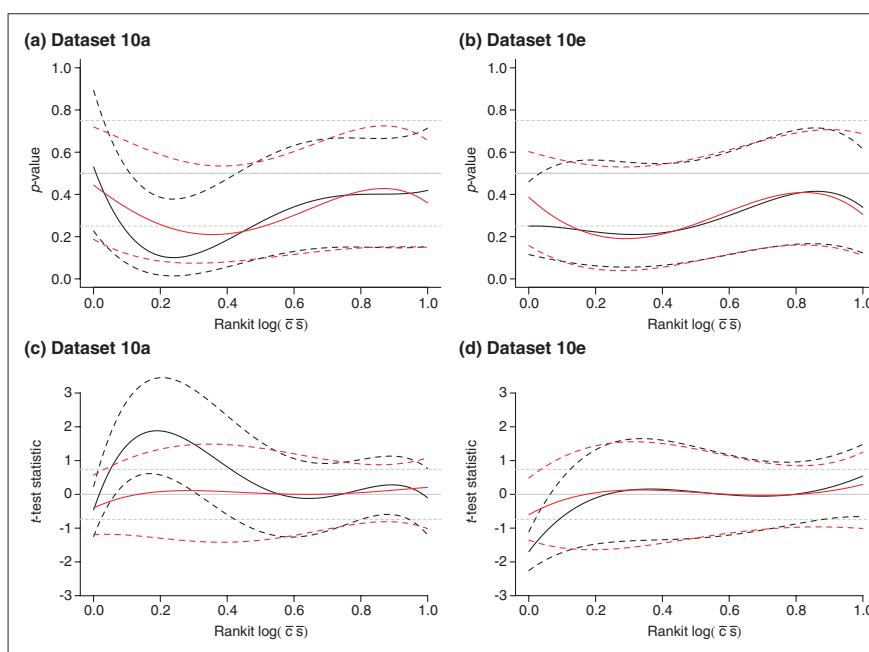 (a) Dataset 10a
(b) Dataset 10e
1.0
0.8
0.6
0.4
0.2
0.0
p-value
0.0 0.2 0.4 0.6 0.8 1.0
Rankit log( c̅ s̅)
1.0
0.8
0.6
0.4
0.2
0.0
p-value
0.0 0.2 0.4 0.6 0.8 1.0
Rankit log( c̅ s̅)
(c) Dataset 10a
(d) Dataset 10e
3
2
1
0
-1
-2
-3
t-test statistic
0.0 0.2 0.4 0.6 0.8 1.0
Rankit log( c̅ s̅)
3
2
1
0
-1
-2
-3
t-test statistic
0.0 0.2 0.4 0.6 0.8 1.0
Rankit log( c̅ s̅)